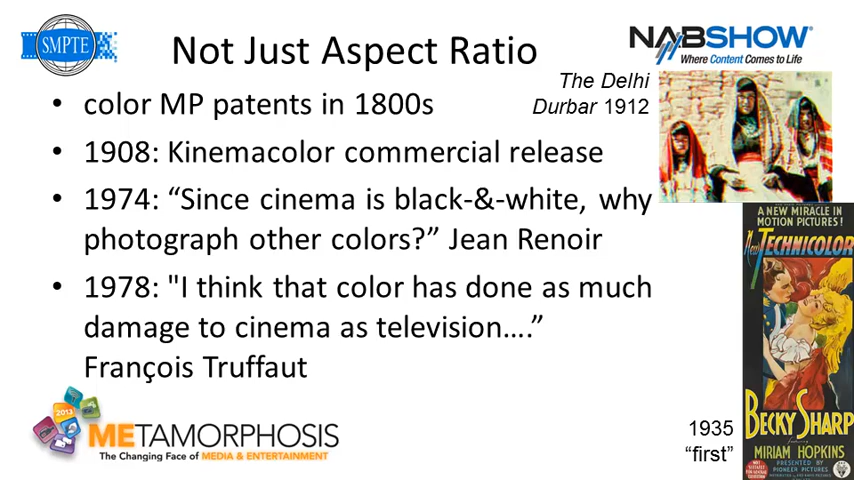 SMPTE
Not Just Aspect Ratio
NABSHOW
Where Content Comes to Life
The Delhi
Durbar 1912
• color MP patents in 1800s
• 1908: Kinemacolor commercial release
• 1974: “Since cinema is black-&-white, why
photograph other colors?” Jean Renoir
• 1978: "I think that color has done as much
damage to cinema as television….”
François Truffaut
A NEW MIRACLE IN
MOTION PICTURES!
New TECHNICOLOR
BECKY SHARP
MIRIAM HOPKINS
PRESENTED BY
PIONEER PICTURES
1935
“first”
2013
METAMORPHOSIS
The Changing Face of MEDIA & ENTERTAINMENT